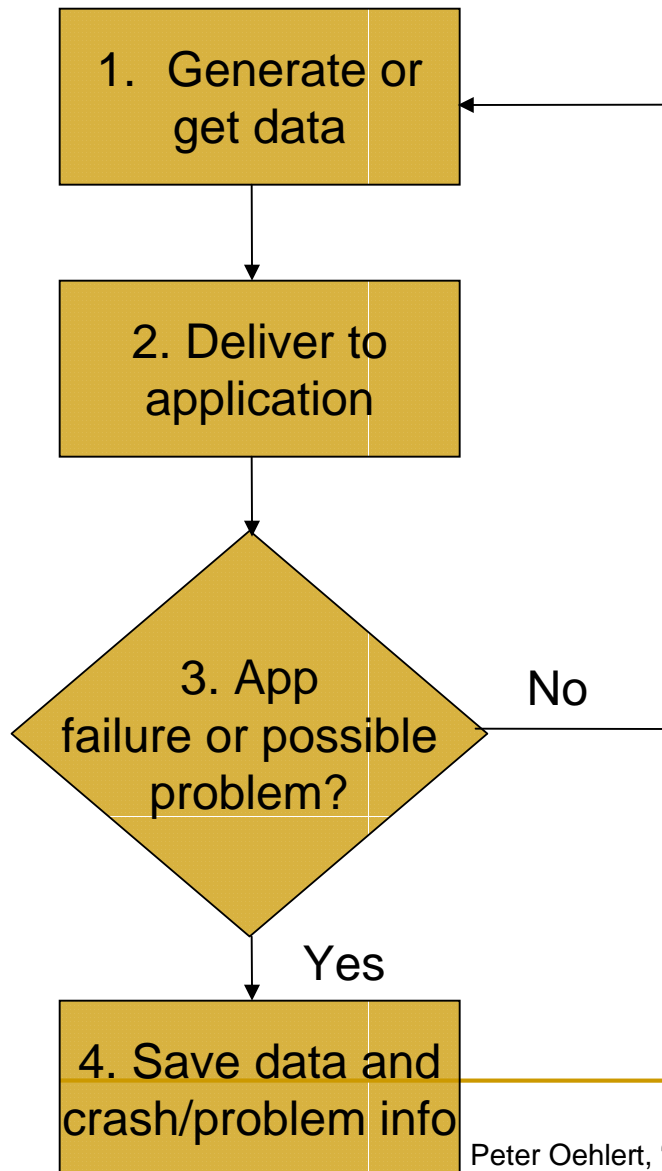 1. Generate or
get data
2. Deliver to
application
3. App
failure or possible
problem?
No
Yes
4. Save data and
crash/problem info
Peter Oehlert,